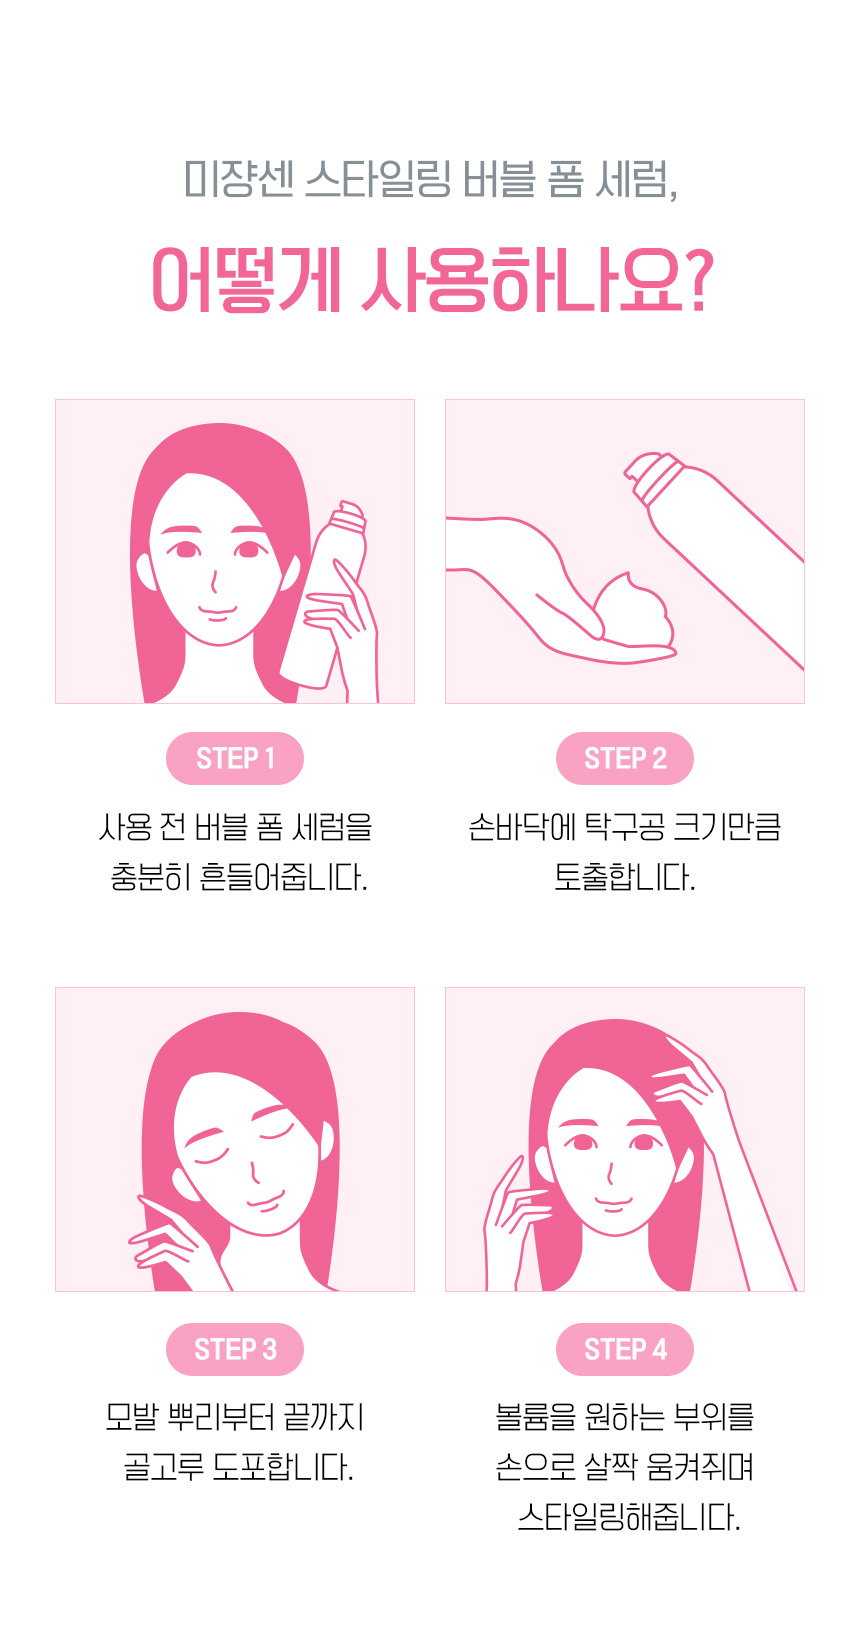 미쟝센 스타일링 버블 폼 세럼,
어떻게 사용하나요?
STEP 1
사용 전 버블 폼 세럼을
충분히 흔들어줍니다.
STEP 2
손바닥에 탁구공 크기만큼
토출합니다.
STEP 3
모발 뿌리부터 끝까지
골고루 도포합니다.
STEP 4
볼륨을 원하는 부위를
손으로 살짝 움켜쥐며
스타일링해줍니다.